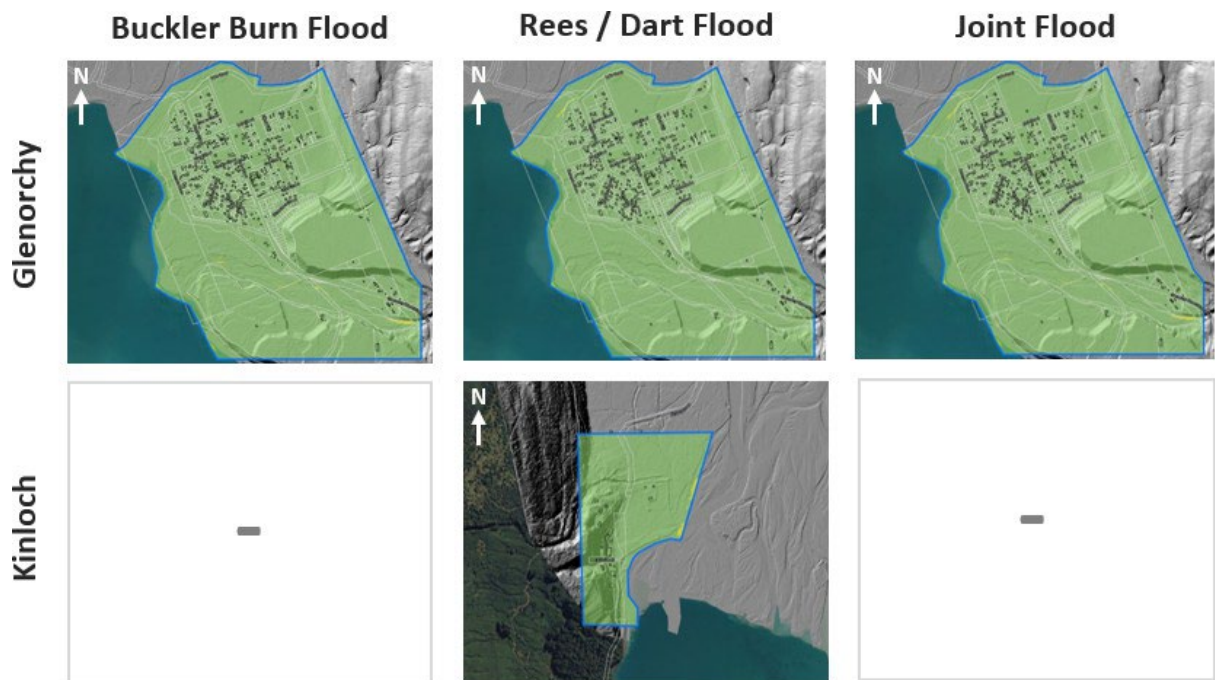 Buckler Burn Flood
Rees / Dart Flood
Joint Flood
Glenorchy
N
N
N
Kinloch
-
N
-